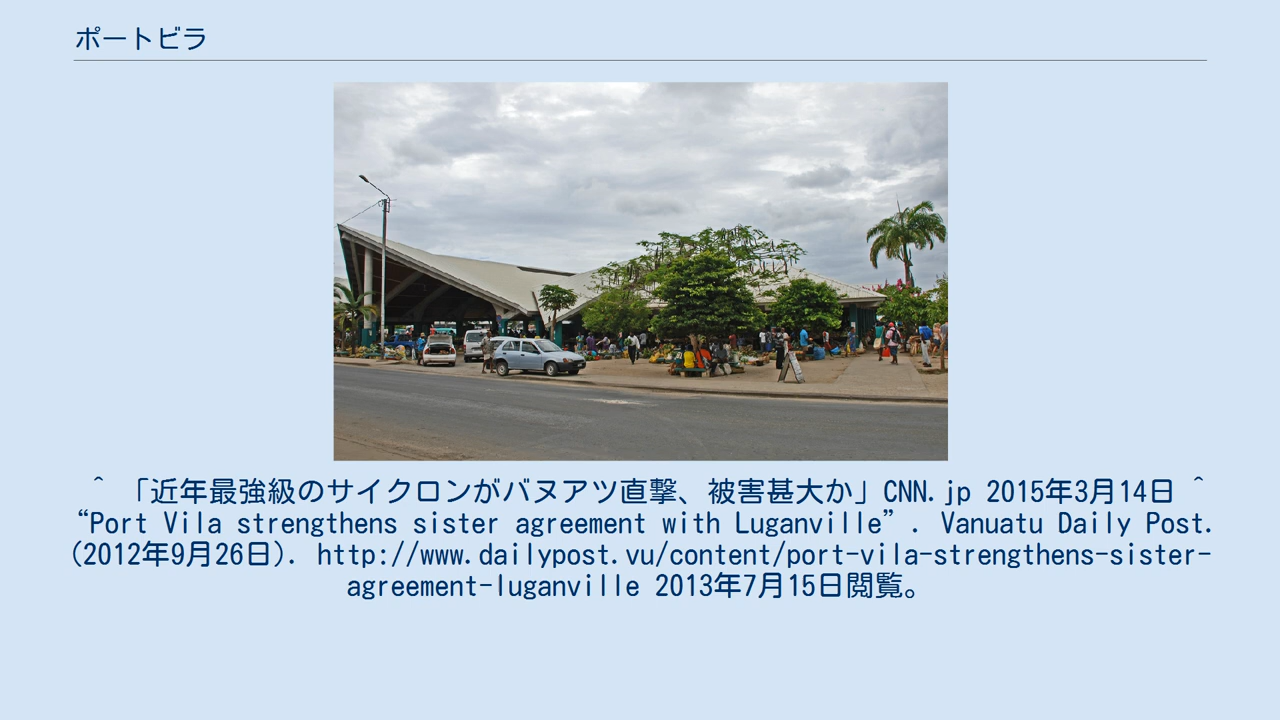 ポートビラ
^ 「近年最強級のサイクロンがバヌアツ直撃、被害甚大か」CNN.jp 2015年3月14日 ^
“Port Vila strengthens sister agreement with Luganville”. Vanuatu Daily Post.
(2012年9月26日). http://www.dailypost.vu/content/port-vila-strengthens-sister-
agreement-luganville 2013年7月15日閲覧。